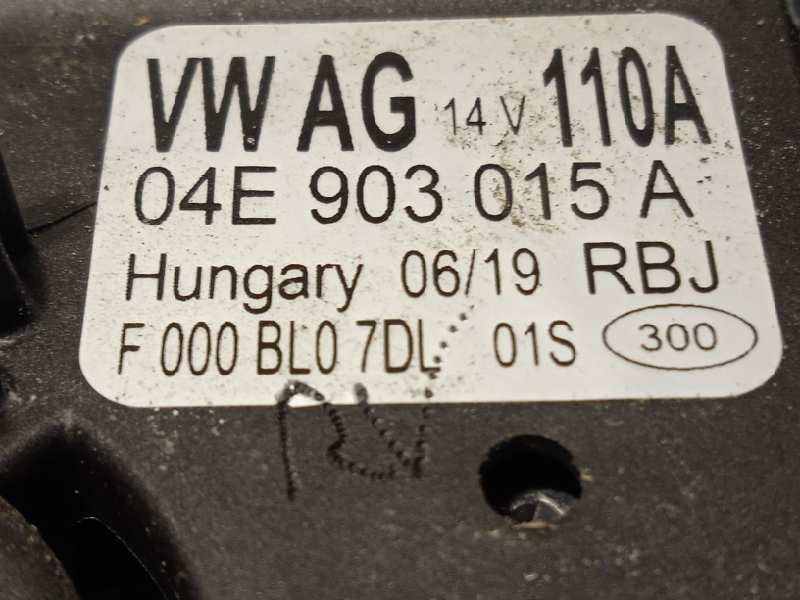 VW AG 14 V 110A
04E 903 015 A
Hungary 06/19 RBJ
F 000 BL0 7DL 01S 300